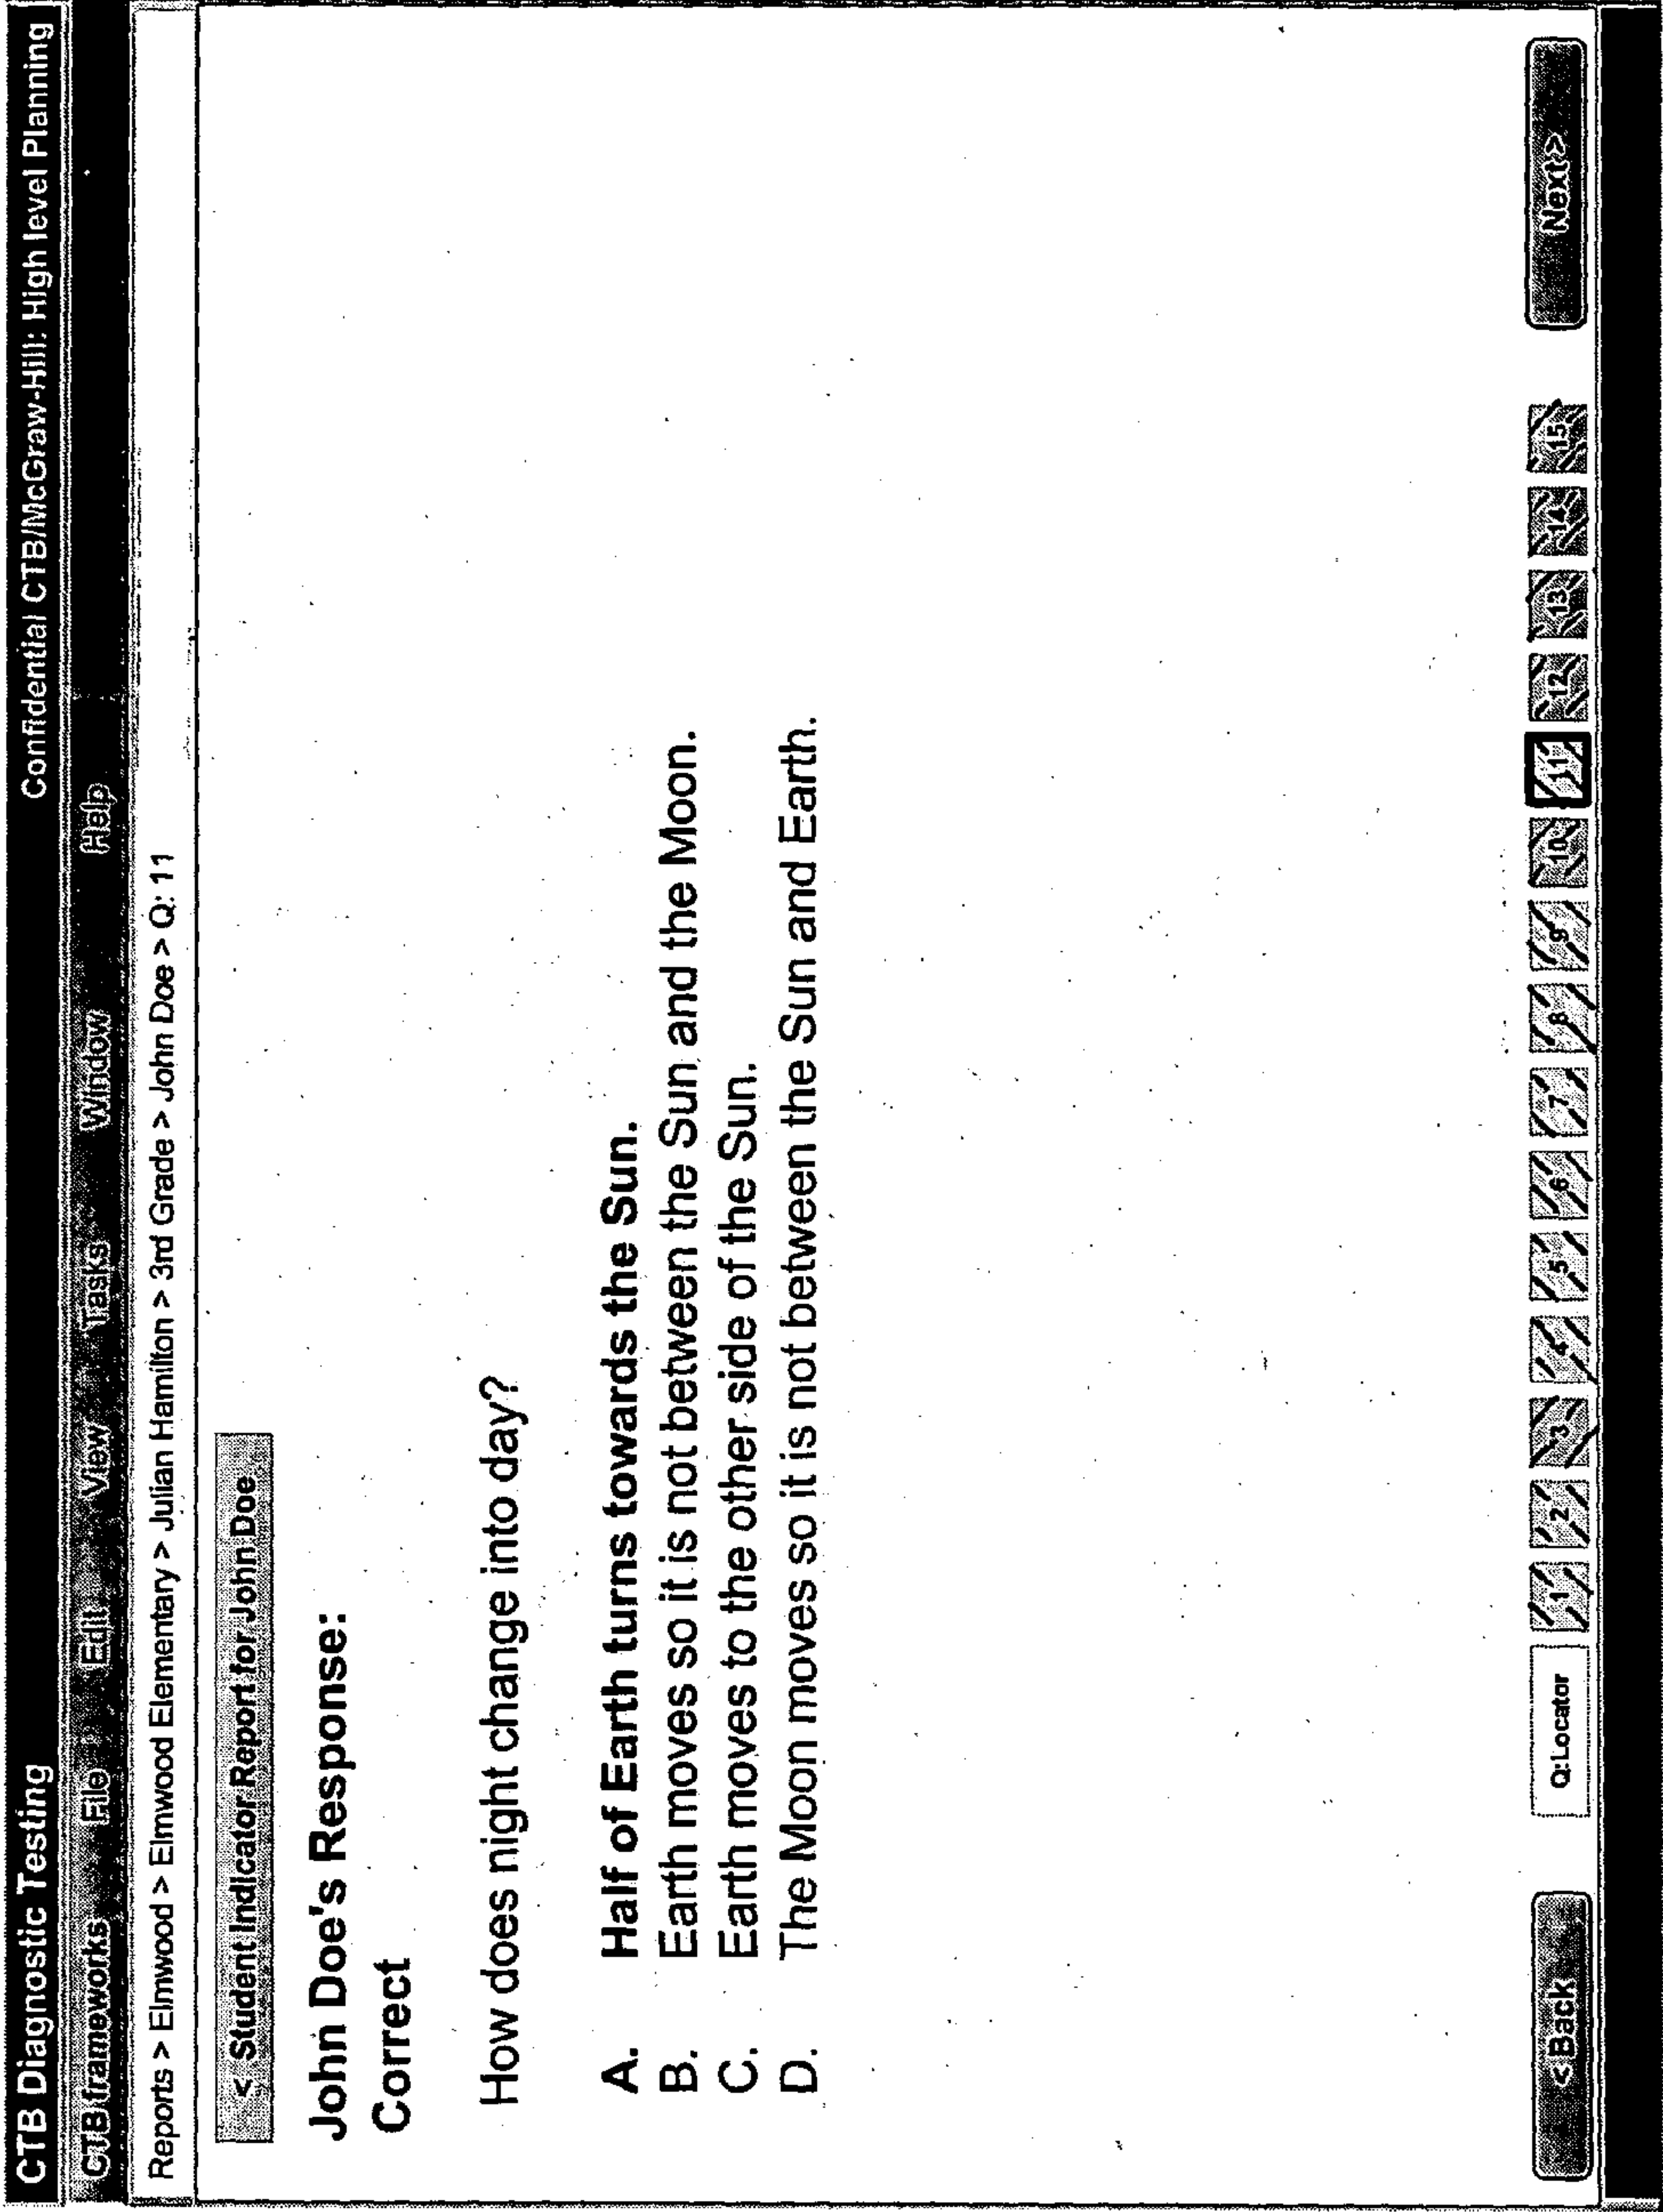 CTB Diagnostic Testing Confidential CTB/McGraw-Hill: High level Planning
CTB frameworks File Edit View Tasks Window Help
Reports > Elmwood > Elmwood Elementary > Julian Hamilton > 3rd Grade > John Doe > Q: 11
< Student Indicator Report for John Doe
John Doe's Response:
Correct
How does night change into day?
A. Half of Earth turns towards the Sun.
B. Earth moves so it is not between the Sun and the Moon.
C. Earth moves to the other side of the Sun.
D. The Moon moves so it is not between the Sun and Earth.
< Back Q:Locator 1 2 3 4 5 6 7 8 9 10 11 12 13 14 15 Next >